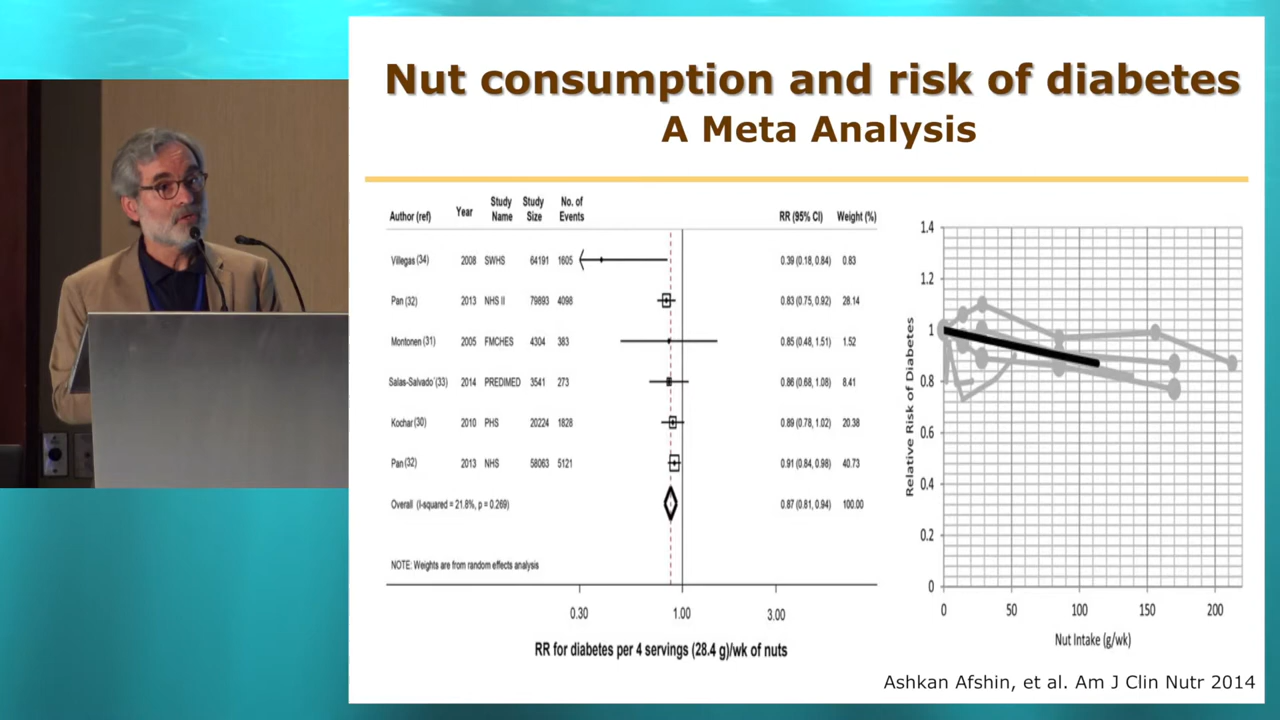 Nut consumption and risk of diabetes
A Meta Analysis
Author (ref) Year Study Name Study Size No. of Events RR (95% CI) Weight (%)
Villegas (34) 2008 SWHS 64191 1605 0.39 (0.18, 0.84) 0.83
Pan (32) 2013 NHS II 79893 4098 0.83 (0.75, 0.92) 28.14
Montonen (31) 2005 FMCHES 4304 383 0.85 (0.48, 1.51) 1.52
Salas-Salvado´(33) 2014 PREDIMED 3541 273 0.86 (0.68, 1.08) 8.41
Kochar (30) 2010 PHS 20224 1828 0.89 (0.78, 1.02) 20.38
Pan (32) 2013 NHS 58063 5121 0.91 (0.84, 0.98) 40.73
Overall (I-squared = 21.8%, p = 0.269) 0.87 (0.81, 0.94) 100.00
NOTE: Weights are from random effects analysis
0.30 1.00 3.00
RR for diabetes per 4 servings (28.4 g)/wk of nuts
Relative Risk of Diabetes
1.4
1.2
1
0.8
0.6
0.4
0.2
0
0 50 100 150 200
Nut Intake (g/wk)
Ashkan Afshin, et al. Am J Clin Nutr 2014